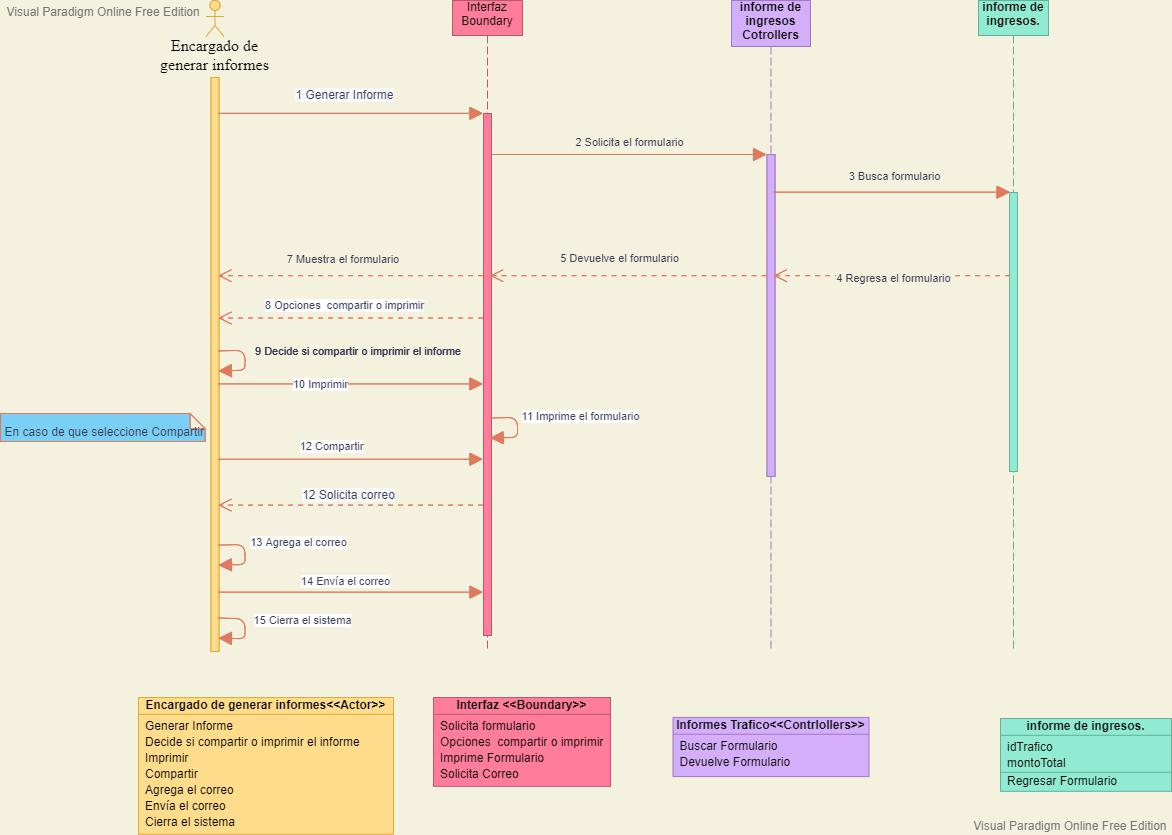 Visual Paradigm Online Free Edition
Encargado de
generar informes
Interfaz
Boundary
informe de
ingresos
Cotrollers
informe de
ingresos.
1 Generar Informe
2 Solicita el formulario
3 Busca formulario
7 Muestra el formulario
5 Devuelve el formulario
4 Regresa el formulario
8 Opciones  compartir o imprimir
9 Decide si compartir o imprimir el informe
10 Imprimir
11 Imprime el formulario
En caso de que seleccione Compartir
12 Compartir
12 Solicita correo
13 Agrega el correo
14 Envía el correo
15 Cierra el sistema
Encargado de generar informes<<Actor>>
Generar Informe
Decide si compartir o imprimir el informe
Imprimir
Compartir
Agrega el correo
Envía el correo
Cierra el sistema
Interfaz <<Boundary>>
Solicita formulario
Opciones  compartir o imprimir
Imprime Formulario
Solicita Correo
Informes Trafico<<Contrlollers>>
Buscar Formulario
Devuelve Formulario
informe de ingresos.
idTrafico
montoTotal
Regresar Formulario
Visual Paradigm Online Free Edition